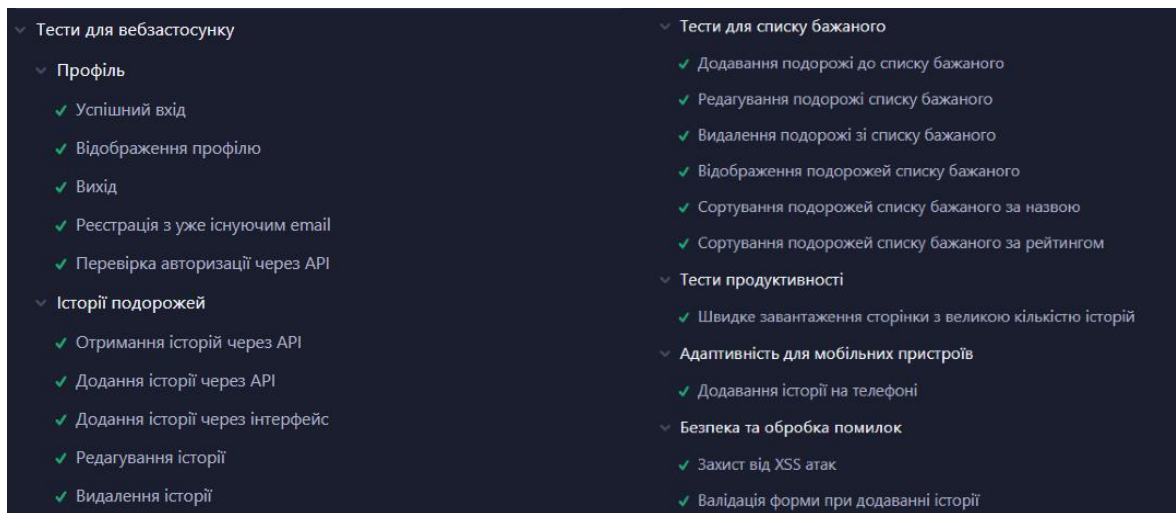 Тести для вебзастосунку
Профіль
Успішний вхід
Відображення профілю
Вихід
Реєстрація з уже існуючим email
Перевірка авторизації через API
Історії подорожей
Отримання історій через API
Додання історії через API
Додання історії через інтерфейс
Редагування історії
Видалення історії
Тести для списку бажаного
Додавання подорожі до списку бажаного
Редагування подорожі списку бажаного
Видалення подорожі зі списку бажаного
Відображення подорожей списку бажаного
Сортування подорожей списку бажаного за назвою
Сортування подорожей списку бажаного за рейтингом
Тести продуктивності
Швидке завантаження сторінки з великою кількістю історій
Адаптивність для мобільних пристроїв
Додавання історії на телефоні
Безпека та обробка помилок
Захист від XSS атак
Валідація форми при додаванні історії